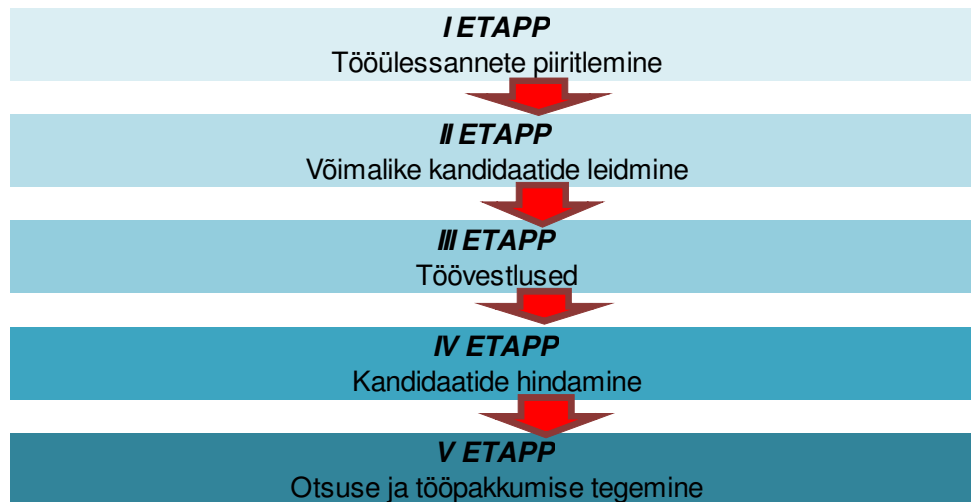 I ETAPP
Tööülessannete piiritlemine
II ETAPP
Võimalike kandidaatide leidmine
III ETAPP
Töövestlused
IV ETAPP
Kandidaatide hindamine
V ETAPP
Otsuse ja tööpakkumise tegemine